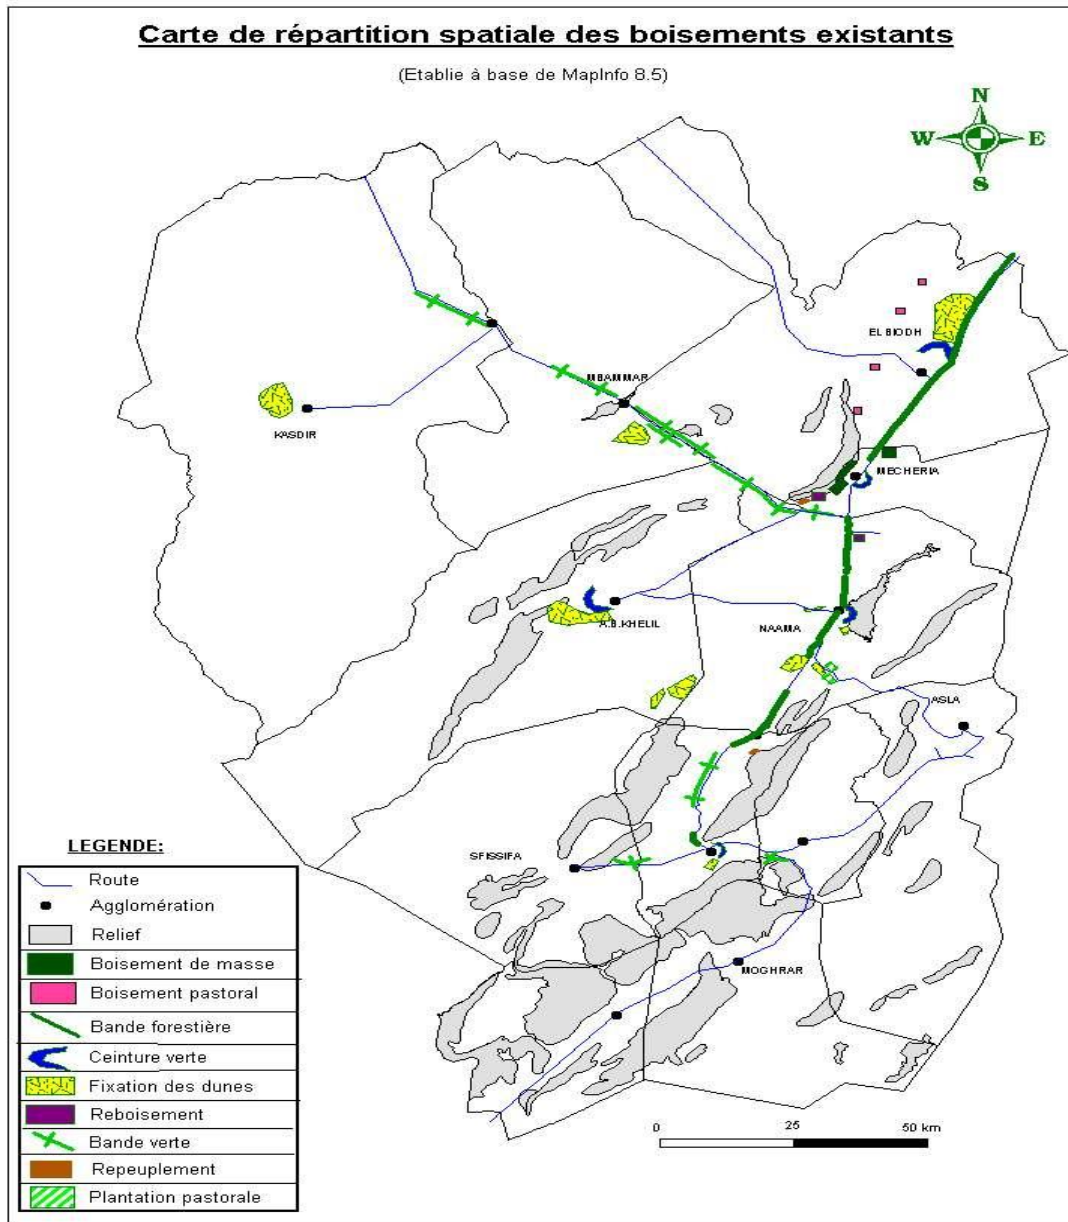 Carte de répartition spatiale des boisements existants
(Etablie à base de MapInfo 8.5)
N
W E
S
EL BIODH
MBAMMAR
KASDIR
MECHERIA
A.B.KHELIL
NAAMA
ASLA
SFISSIFA
MOGHRAR
LEGENDE:
Route
Agglomération
Relief
Boisement de masse
Boisement pastoral
Bande forestière
Ceinture verte
Fixation des dunes
Reboisement
Bande verte
Repeuplement
Plantation pastorale
0 25 50 km